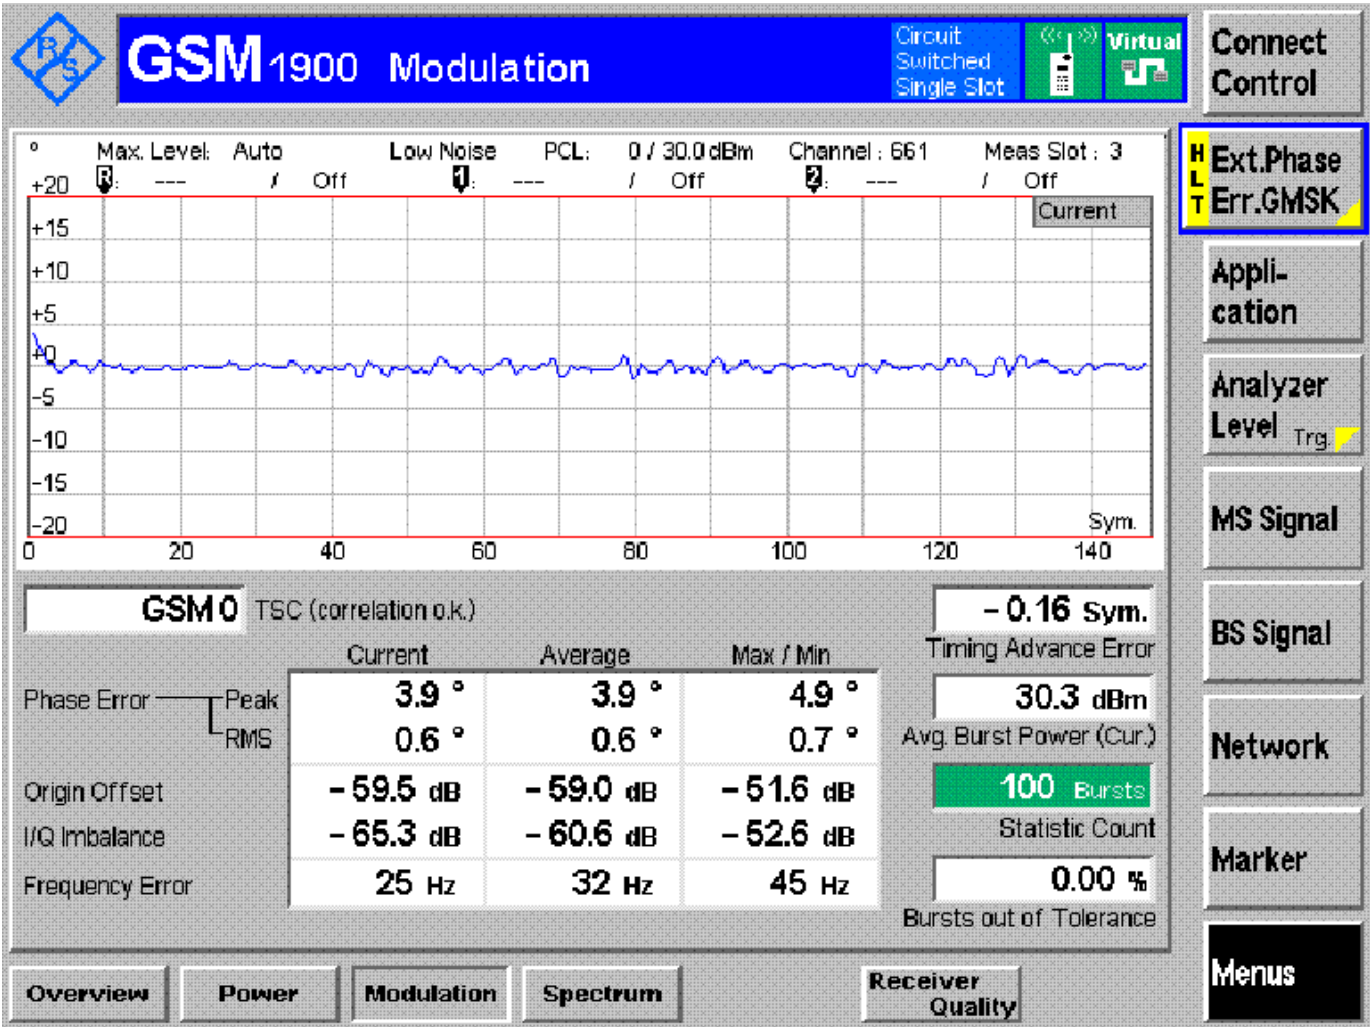 R&S
GSM 1900 Modulation
Circuit
Switched
Single Slot
Virtual
Connect
Control
° Max. Level: Auto Low Noise PCL: 0 / 30.0 dBm Channel : 661 Meas Slot : 3
R: --- / Off 1: --- / Off 2: --- / Off
Current
+20
+15
+10
+5
+0
-5
-10
-15
-20
Sym.
0 20 40 60 80 100 120 140
HLT
Ext.Phase
Err.GMSK
Appli-
cation
Analyzer
Level Trg.
MS Signal
BS Signal
Network
Marker
Menus
GSM 0 TSC (correlation o.k.)
Current Average Max / Min
Phase Error Peak 3.9 ° 3.9 ° 4.9 °
RMS 0.6 ° 0.6 ° 0.7 °
Origin Offset -59.5 dB -59.0 dB -51.6 dB
I/Q Imbalance -65.3 dB -60.6 dB -52.6 dB
Frequency Error 25 Hz 32 Hz 45 Hz
-0.16 Sym.
Timing Advance Error
30.3 dBm
Avg. Burst Power (Cur.)
100 Bursts
Statistic Count
0.00 %
Bursts out of Tolerance
Overview Power Modulation Spectrum Receiver
Quality